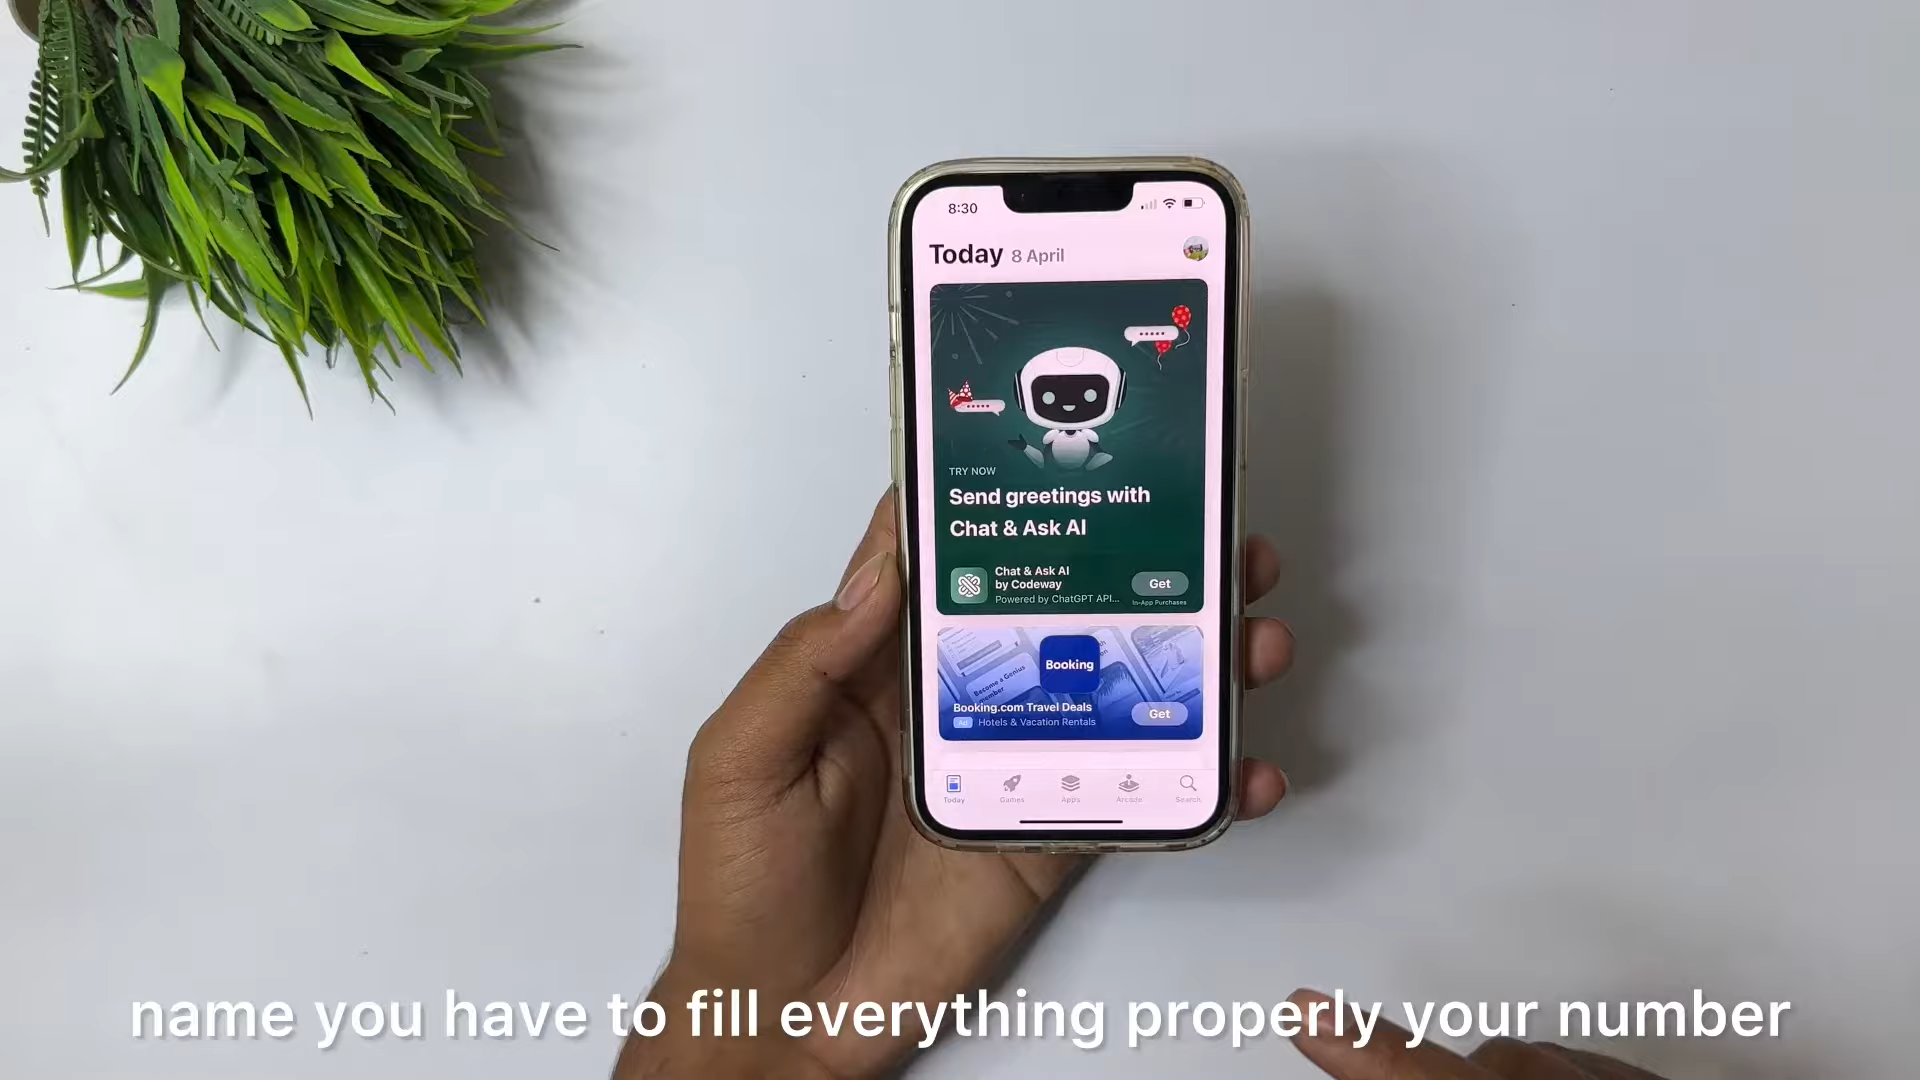 8:30
Today 8 April
TRY NOW
Send greetings with
Chat & Ask AI
Chat & Ask AI
by Codeway
Powered by ChatGPT API...
Get
In-App Purchases
Become a Genius
member
Booking
Booking.com Travel Deals
Ad Hotels & Vacation Rentals
Get
Today Games Apps Arcade Search
name you have to fill everything properly your number